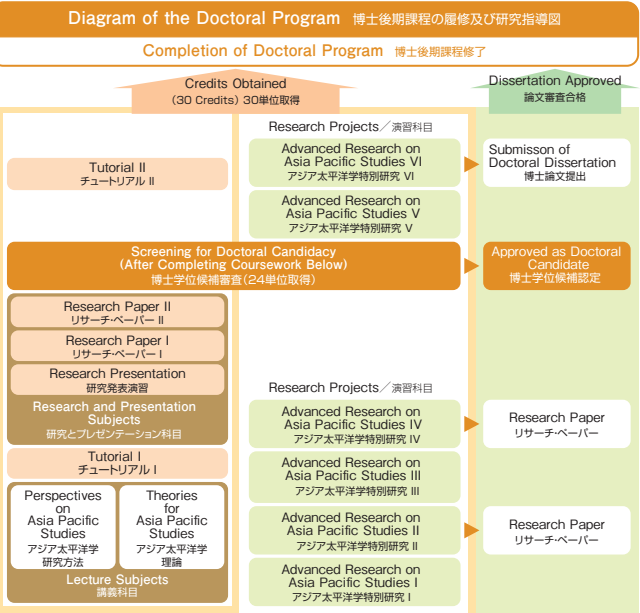 Diagram of the Doctoral Program 博士後期課程の履修及び研究指導図
Completion of Doctoral Program 博士後期課程修了
Credits Obtained
(30 Credits) 30単位取得
Dissertation Approved
論文審査合格
Research Projects／演習科目
Tutorial II
チュートリアル II
Advanced Research on
Asia Pacific Studies VI
アジア太平洋学特別研究 VI
Submisson of
Doctoral Dissertation
博士論文提出
Advanced Research on
Asia Pacific Studies V
アジア太平洋学特別研究 V
Screening for Doctoral Candidacy
(After Completing Coursework Below)
博士学位候補審査(24単位取得)
Approved as Doctoral
Candidate
博士学位候補認定
Research Paper II
リサーチ・ペーパー II
Research Paper I
リサーチ・ペーパー I
Research Presentation
研究発表演習
Research and Presentation
Subjects
研究とプレゼンテーション科目
Research Projects／演習科目
Advanced Research on
Asia Pacific Studies IV
アジア太平洋学特別研究 IV
Research Paper
リサーチ・ペーパー
Tutorial I
チュートリアル I
Advanced Research on
Asia Pacific Studies III
アジア太平洋学特別研究 III
Perspectives
on
Asia Pacific
Studies
アジア太平洋学
研究方法
Theories
for
Asia Pacific
Studies
アジア太平洋学
理論
Advanced Research on
Asia Pacific Studies II
アジア太平洋学特別研究 II
Research Paper
リサーチ・ペーパー
Lecture Subjects
講義科目
Advanced Research on
Asia Pacific Studies I
アジア太平洋学特別研究 I